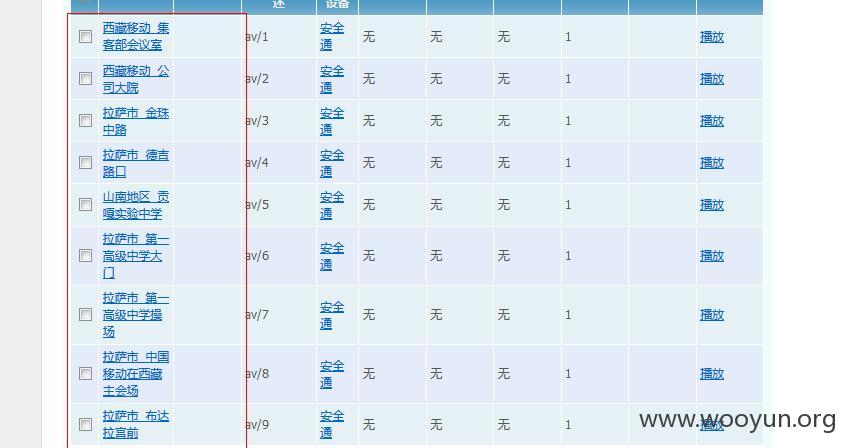 述 设备
西藏移动_集
客部会议室
av/1 安全
通
无 无 无 1 播放
西藏移动_公
司大院
av/2 安全
通
无 无 无 1 播放
拉萨市_金珠
中路
av/3 安全
通
无 无 无 1 播放
拉萨市_德吉
路口
av/4 安全
通
无 无 无 1 播放
山南地区_贡
嘎实验中学
av/5 安全
通
无 无 无 1 播放
拉萨市_第一
高级中学大
门
av/6 安全
通
无 无 无 1 播放
拉萨市_第一
高级中学操
场
av/7 安全
通
无 无 无 1 播放
拉萨市_中国
移动在西藏
主会场
av/8 安全
通
无 无 无 1 播放
拉萨市_布达
拉宫前
av/9 安全
通
无 无 无 1 播放
www.wooyun.org